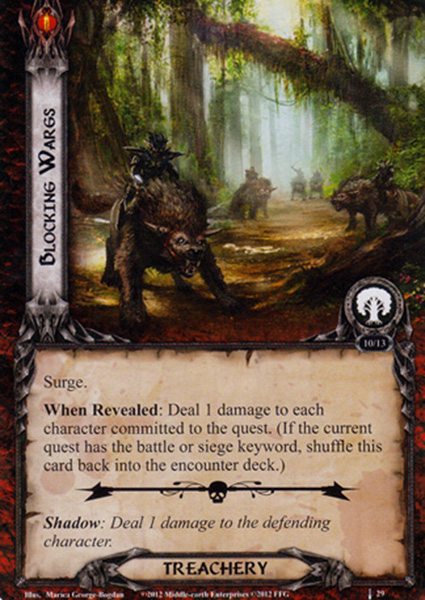 BLOCKING WARGS
10/13
Surge.
When Revealed: Deal 1 damage to each
character committed to the quest. (If the current
quest has the battle or siege keyword, shuffle this
card back into the encounter deck.)
Shadow: Deal 1 damage to the defending
character.
TREACHERY
Illus. Marica George-Bogdan ©2012 Middle-earth Enterprises ©2012 FFG 29